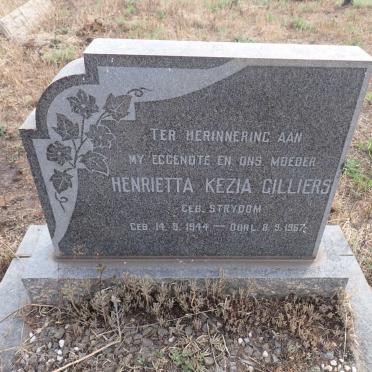 TER HERINNERING AAN
MY EGGENOTE EN ONS MOEDER
HENRIETTA KEZIA CILLIERS
GEB. STRYDOM
GEB. 14. 9. 1944 — OORL. 8. 9. 1967.